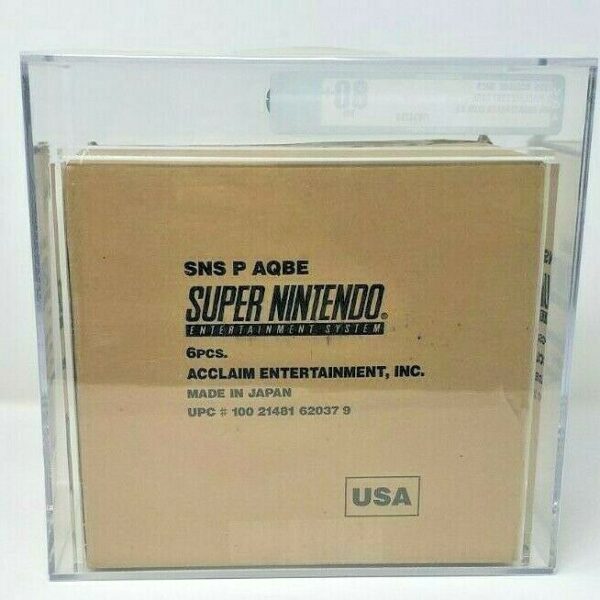 SNS P AQBE
SUPER NINTENDO®
ENTERTAINMENT SYSTEM
6PCS.
ACCLAIM ENTERTAINMENT, INC.
MADE IN JAPAN
UPC # 100 21481 62037 9
USA